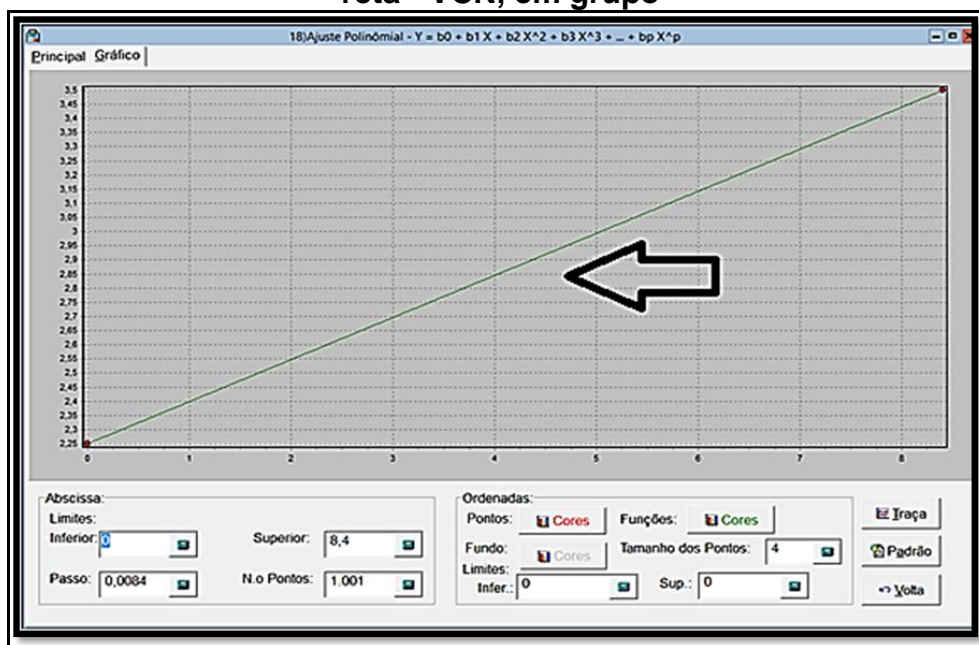 rota - VCN, em grupo
18)Ajuste Polinômial - Y = b0 + b1 X + b2 X^2 + b3 X^3 + ... + bp X^p
Principal Gráfico
3,5
3,45
3,4
3,35
3,3
3,25
3,2
3,15
3,1
3,05
3
2,95
2,9
2,85
2,8
2,75
2,7
2,65
2,6
2,55
2,5
2,45
2,4
2,35
2,3
2,25
0 1 2 3 4 5 6 7 8
Abscissa:
Limites:
Inferior: 0 Superior: 8,4
Passo: 0,0084 N.o Pontos: 1.001
Ordenadas:
Pontos: Cores Funções: Cores
Fundo: Cores Tamanho dos Pontos: 4
Limites:
Infer.: 0 Sup.: 0
Traça
Padrão
Volta